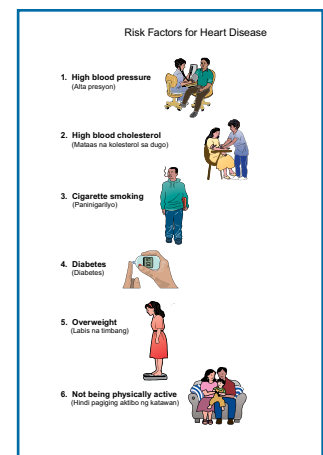 Risk Factors for Heart Disease
1. High blood pressure
(Alta presyon)
2. High blood cholesterol
(Mataas na kolesterol sa dugo)
3. Cigarette smoking
(Paninigarilyo)
4. Diabetes
(Diabetes)
5. Overweight
(Labis na timbang)
6. Not being physically active
(Hindi pagiging aktibo ng katawan)